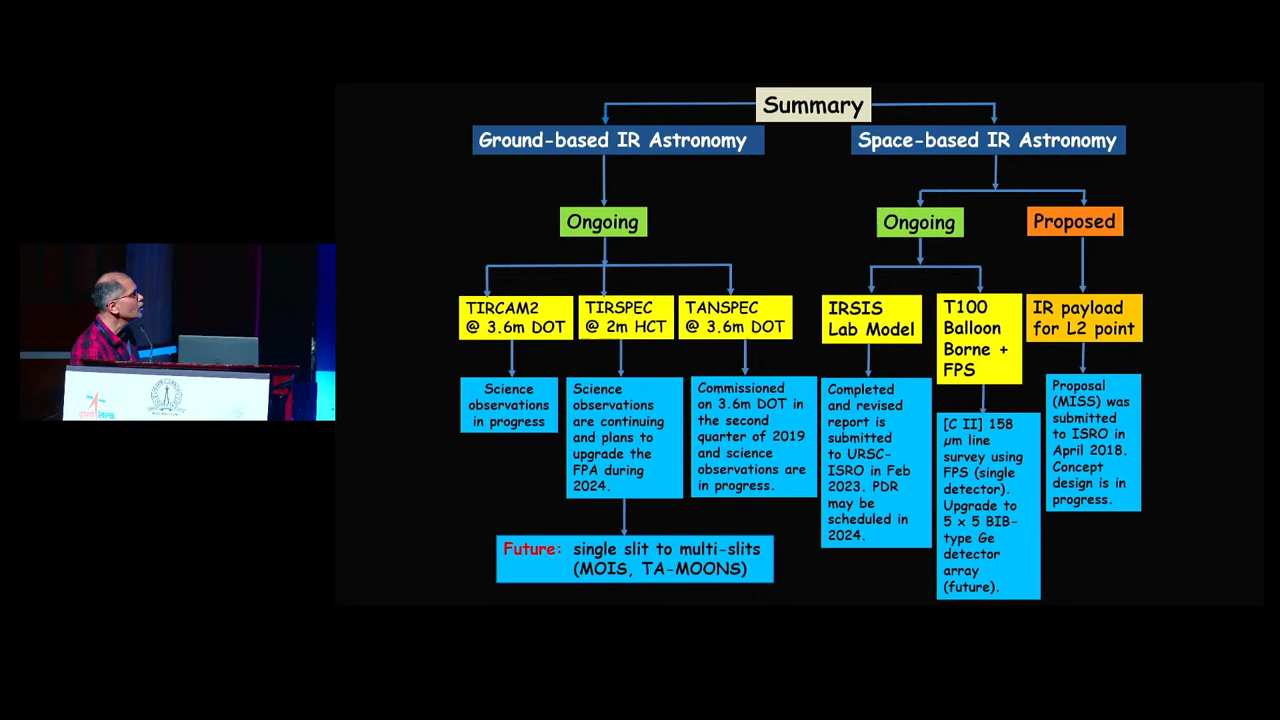 Summary
Ground-based IR Astronomy
Space-based IR Astronomy
Ongoing
Ongoing
Proposed
TIRCAM2
@ 3.6m DOT
TIRSPEC
@ 2m HCT
TANSPEC
@ 3.6m DOT
IRSIS
Lab Model
T100
Balloon
Borne +
FPS
IR payload
for L2 point
Science
observations
in progress
Science
observations
are continuing
and plans to
upgrade the
FPA during
2024.
Commissioned
on 3.6m DOT in
the second
quarter of 2019
and science
observations are
in progress.
Completed
and revised
report is
submitted
to URSC-
ISRO in Feb
2023. PDR
may be
scheduled in
2024.
[C II] 158
µm line
survey using
FPS (single
detector).
Upgrade to
5 x 5 BIB-
type Ge
detector
array
(future).
Proposal
(MISS) was
submitted
to ISRO in
April 2018.
Concept
design is in
progress.
Future: single slit to multi-slits
(MOIS, TA-MOONS)
इसरो isro